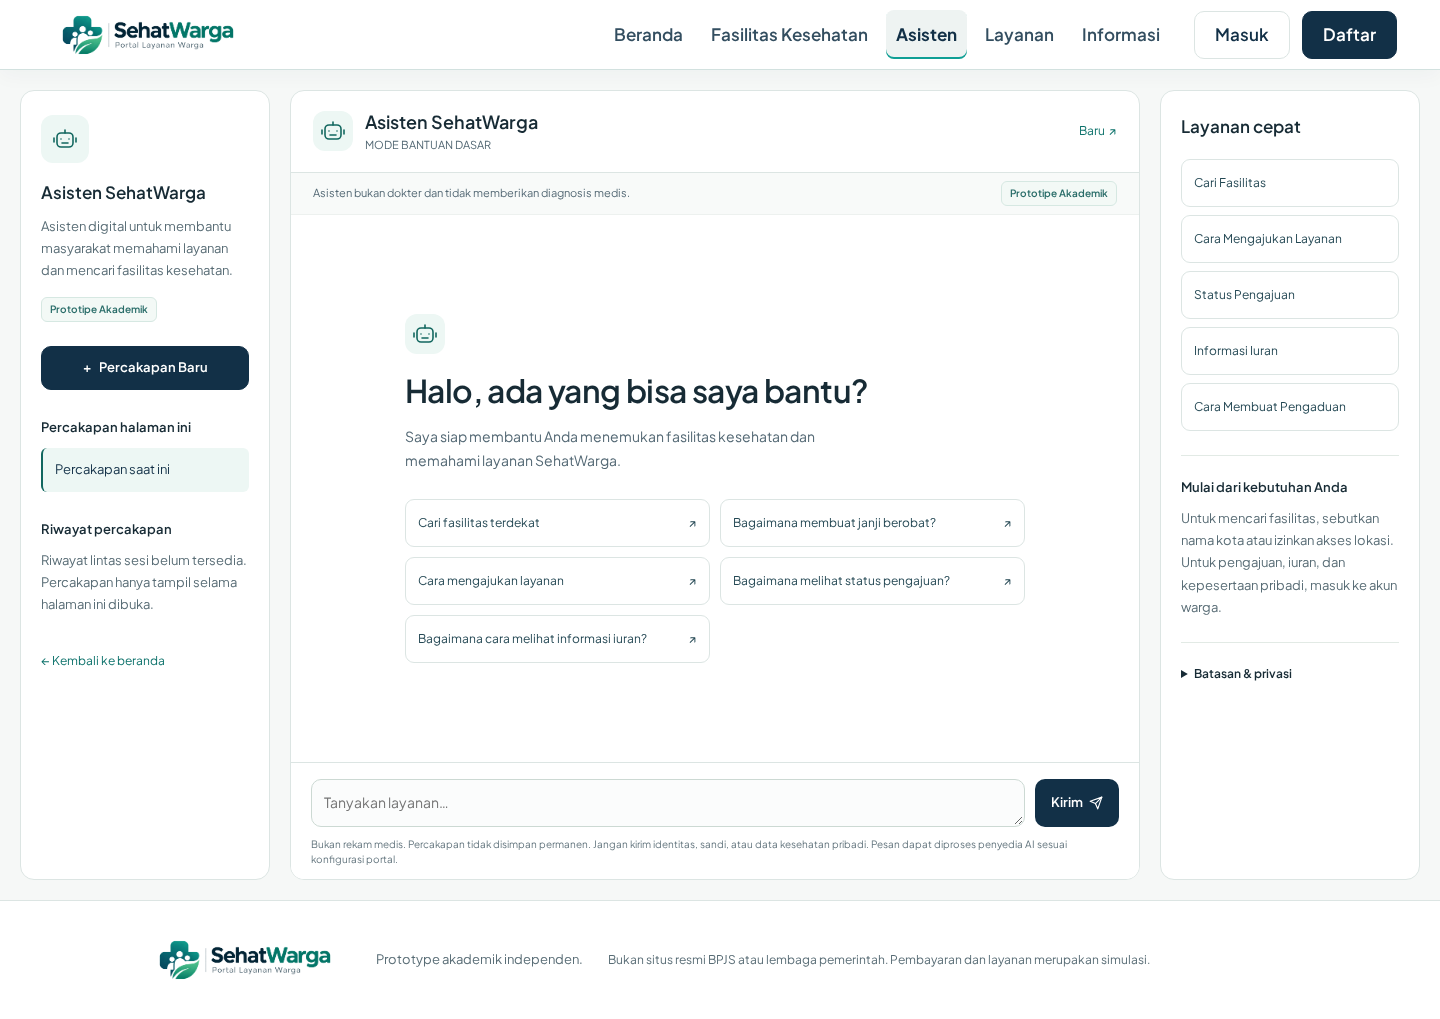 SehatWarga
Portal Layanan Warga
Beranda
Fasilitas Kesehatan
Asisten
Layanan
Informasi
Masuk
Daftar
Asisten SehatWarga
Asisten digital untuk membantu
masyarakat memahami layanan
dan mencari fasilitas kesehatan.
Prototipe Akademik
+ Percakapan Baru
Percakapan halaman ini
Percakapan saat ini
Riwayat percakapan
Riwayat lintas sesi belum tersedia.
Percakapan hanya tampil selama
halaman ini dibuka.
← Kembali ke beranda
Asisten SehatWarga
MODE BANTUAN DASAR
Baru ↗
Asisten bukan dokter dan tidak memberikan diagnosis medis.
Prototipe Akademik
Halo, ada yang bisa saya bantu?
Saya siap membantu Anda menemukan fasilitas kesehatan dan
memahami layanan SehatWarga.
Cari fasilitas terdekat ↗
Bagaimana membuat janji berobat? ↗
Cara mengajukan layanan ↗
Bagaimana melihat status pengajuan? ↗
Bagaimana cara melihat informasi iuran? ↗
Tanyakan layanan...
Kirim
Bukan rekam medis. Percakapan tidak disimpan permanen. Jangan kirim identitas, sandi, atau data kesehatan pribadi. Pesan dapat diproses penyedia AI sesuai
konfigurasi portal.
Layanan cepat
Cari Fasilitas
Cara Mengajukan Layanan
Status Pengajuan
Informasi Iuran
Cara Membuat Pengaduan
Mulai dari kebutuhan Anda
Untuk mencari fasilitas, sebutkan
nama kota atau izinkan akses lokasi.
Untuk pengajuan, iuran, dan
kepesertaan pribadi, masuk ke akun
warga.
▶ Batasan & privasi
SehatWarga
Portal Layanan Warga
Prototype akademik independen.
Bukan situs resmi BPJS atau lembaga pemerintah. Pembayaran dan layanan merupakan simulasi.